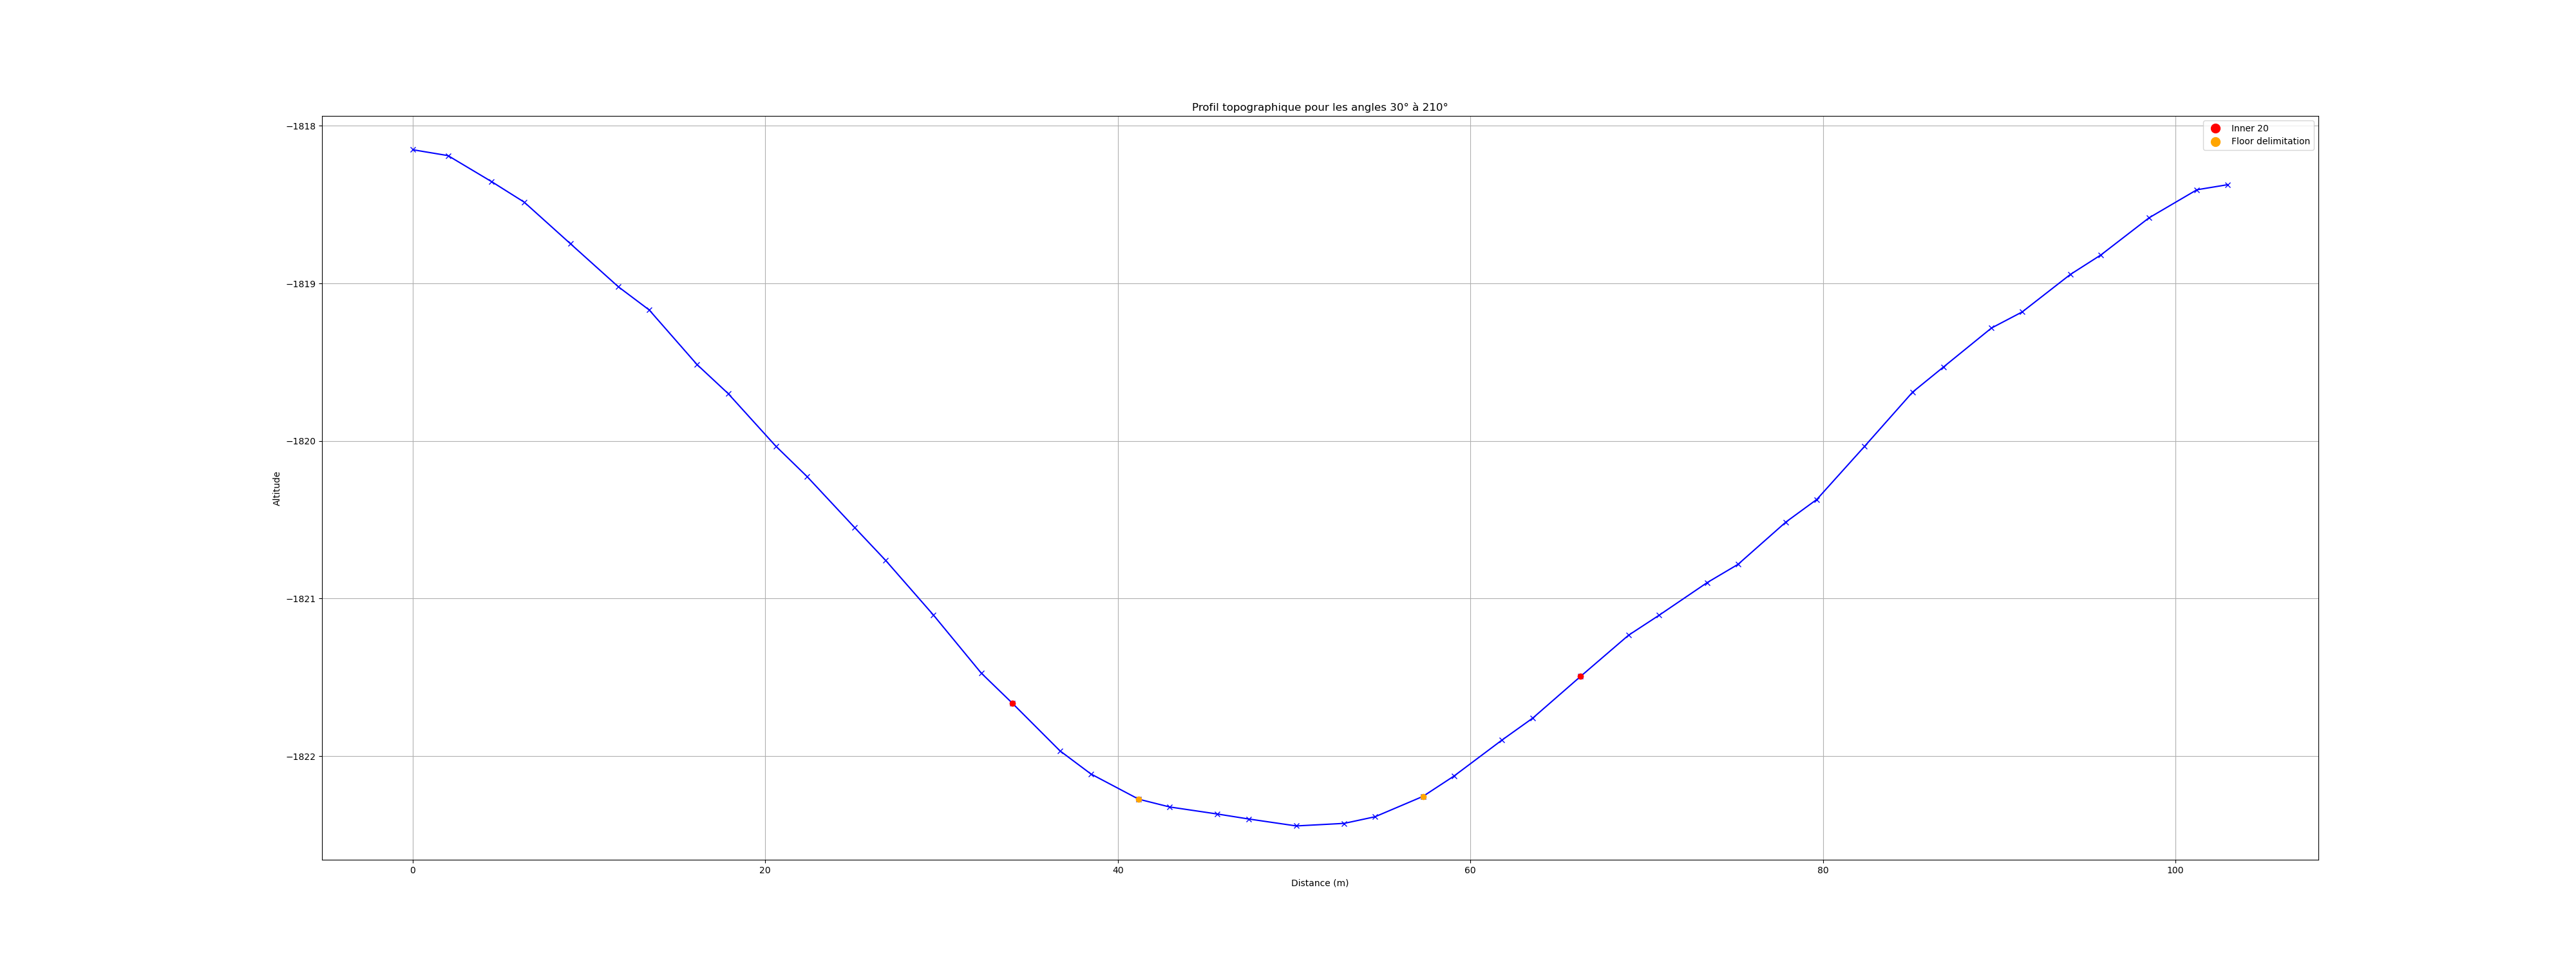 Profil topographique pour les angles 30° à 210°
Inner 20
Floor delimitation
−1818
−1819
−1820
−1821
−1822
Altitude
0 20 40 60 80 100
Distance (m)